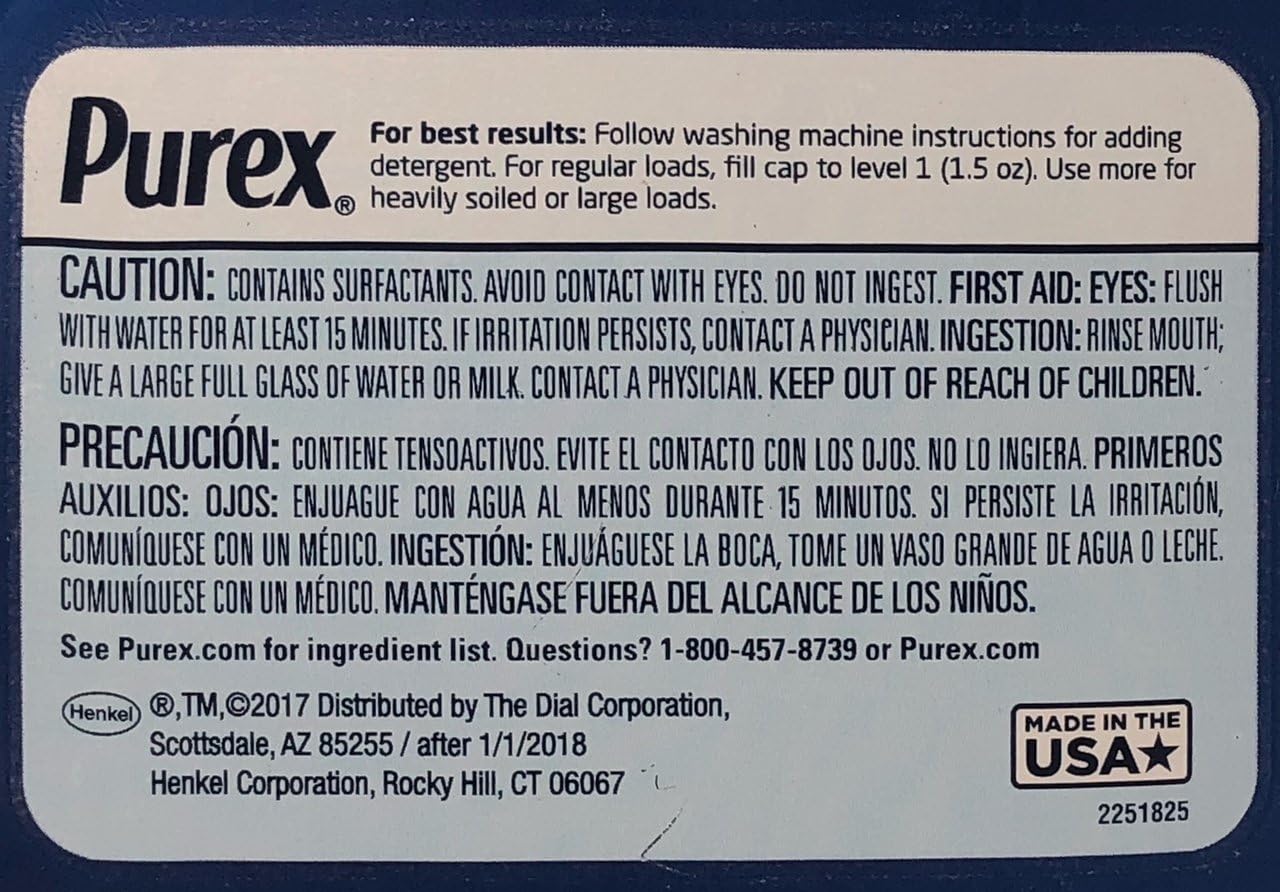 Purex®
For best results: Follow washing machine instructions for adding
detergent. For regular loads, fill cap to level 1 (1.5 oz). Use more for
heavily soiled or large loads.
CAUTION: CONTAINS SURFACTANTS. AVOID CONTACT WITH EYES. DO NOT INGEST. FIRST AID: EYES: FLUSH
WITH WATER FOR AT LEAST 15 MINUTES. IF IRRITATION PERSISTS, CONTACT A PHYSICIAN. INGESTION: RINSE MOUTH;
GIVE A LARGE FULL GLASS OF WATER OR MILK. CONTACT A PHYSICIAN. KEEP OUT OF REACH OF CHILDREN.
PRECAUCIÓN: CONTIENE TENSOACTIVOS. EVITE EL CONTACTO CON LOS OJOS. NO LO INGIERA. PRIMEROS
AUXILIOS: OJOS: ENJUAGUE CON AGUA AL MENOS DURANTE 15 MINUTOS. SI PERSISTE LA IRRITACIÓN,
COMUNÍQUESE CON UN MÉDICO. INGESTIÓN: ENJUÁGUESE LA BOCA, TOME UN VASO GRANDE DE AGUA O LECHE.
COMUNÍQUESE CON UN MÉDICO. MANTÉNGASE FUERA DEL ALCANCE DE LOS NIÑOS.
See Purex.com for ingredient list. Questions? 1-800-457-8739 or Purex.com
Henkel
®,TM,©2017 Distributed by The Dial Corporation,
Scottsdale, AZ 85255 / after 1/1/2018
Henkel Corporation, Rocky Hill, CT 06067
MADE IN THE
USA★
2251825